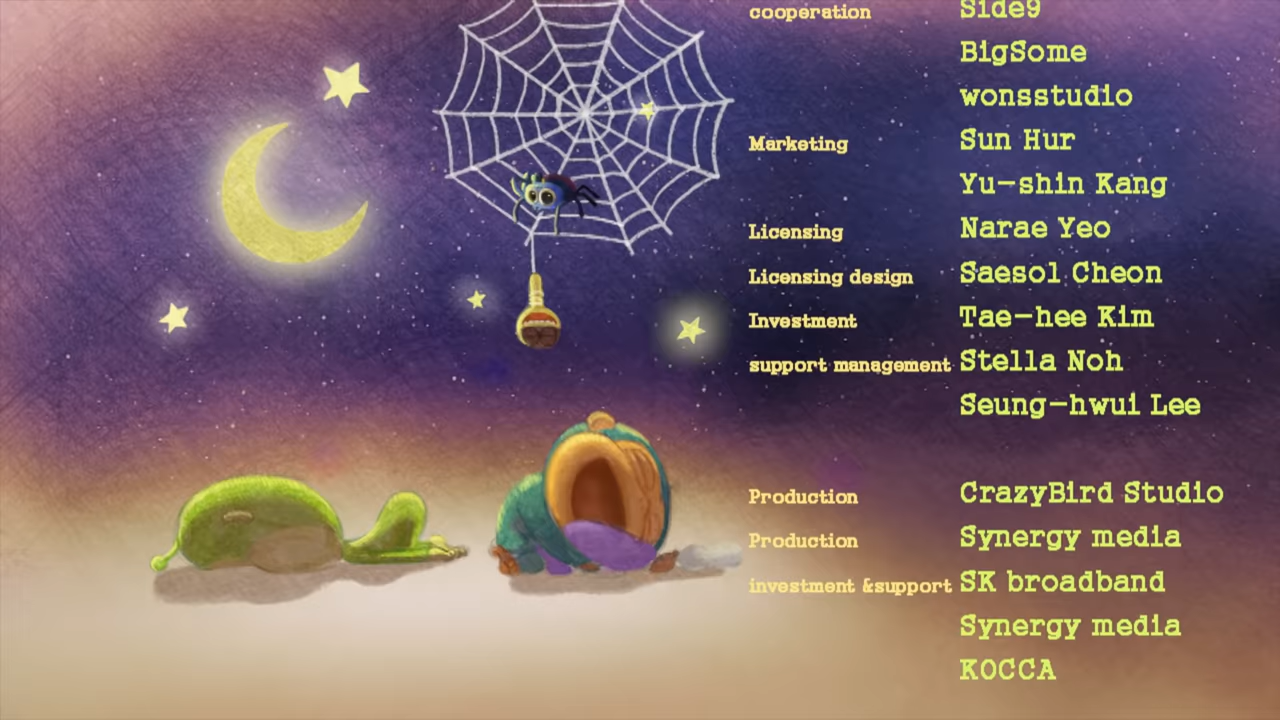 cooperation Side9
BigSome
wonsstudio
Marketing Sun Hur
Yu-shin Kang
Licensing Narae Yeo
Licensing design Saesol Cheon
Investment Tae-hee Kim
support management Stella Noh
Seung-hwui Lee
Production CrazyBird Studio
Production Synergy media
investment &support SK broadband
Synergy media
KOCCA